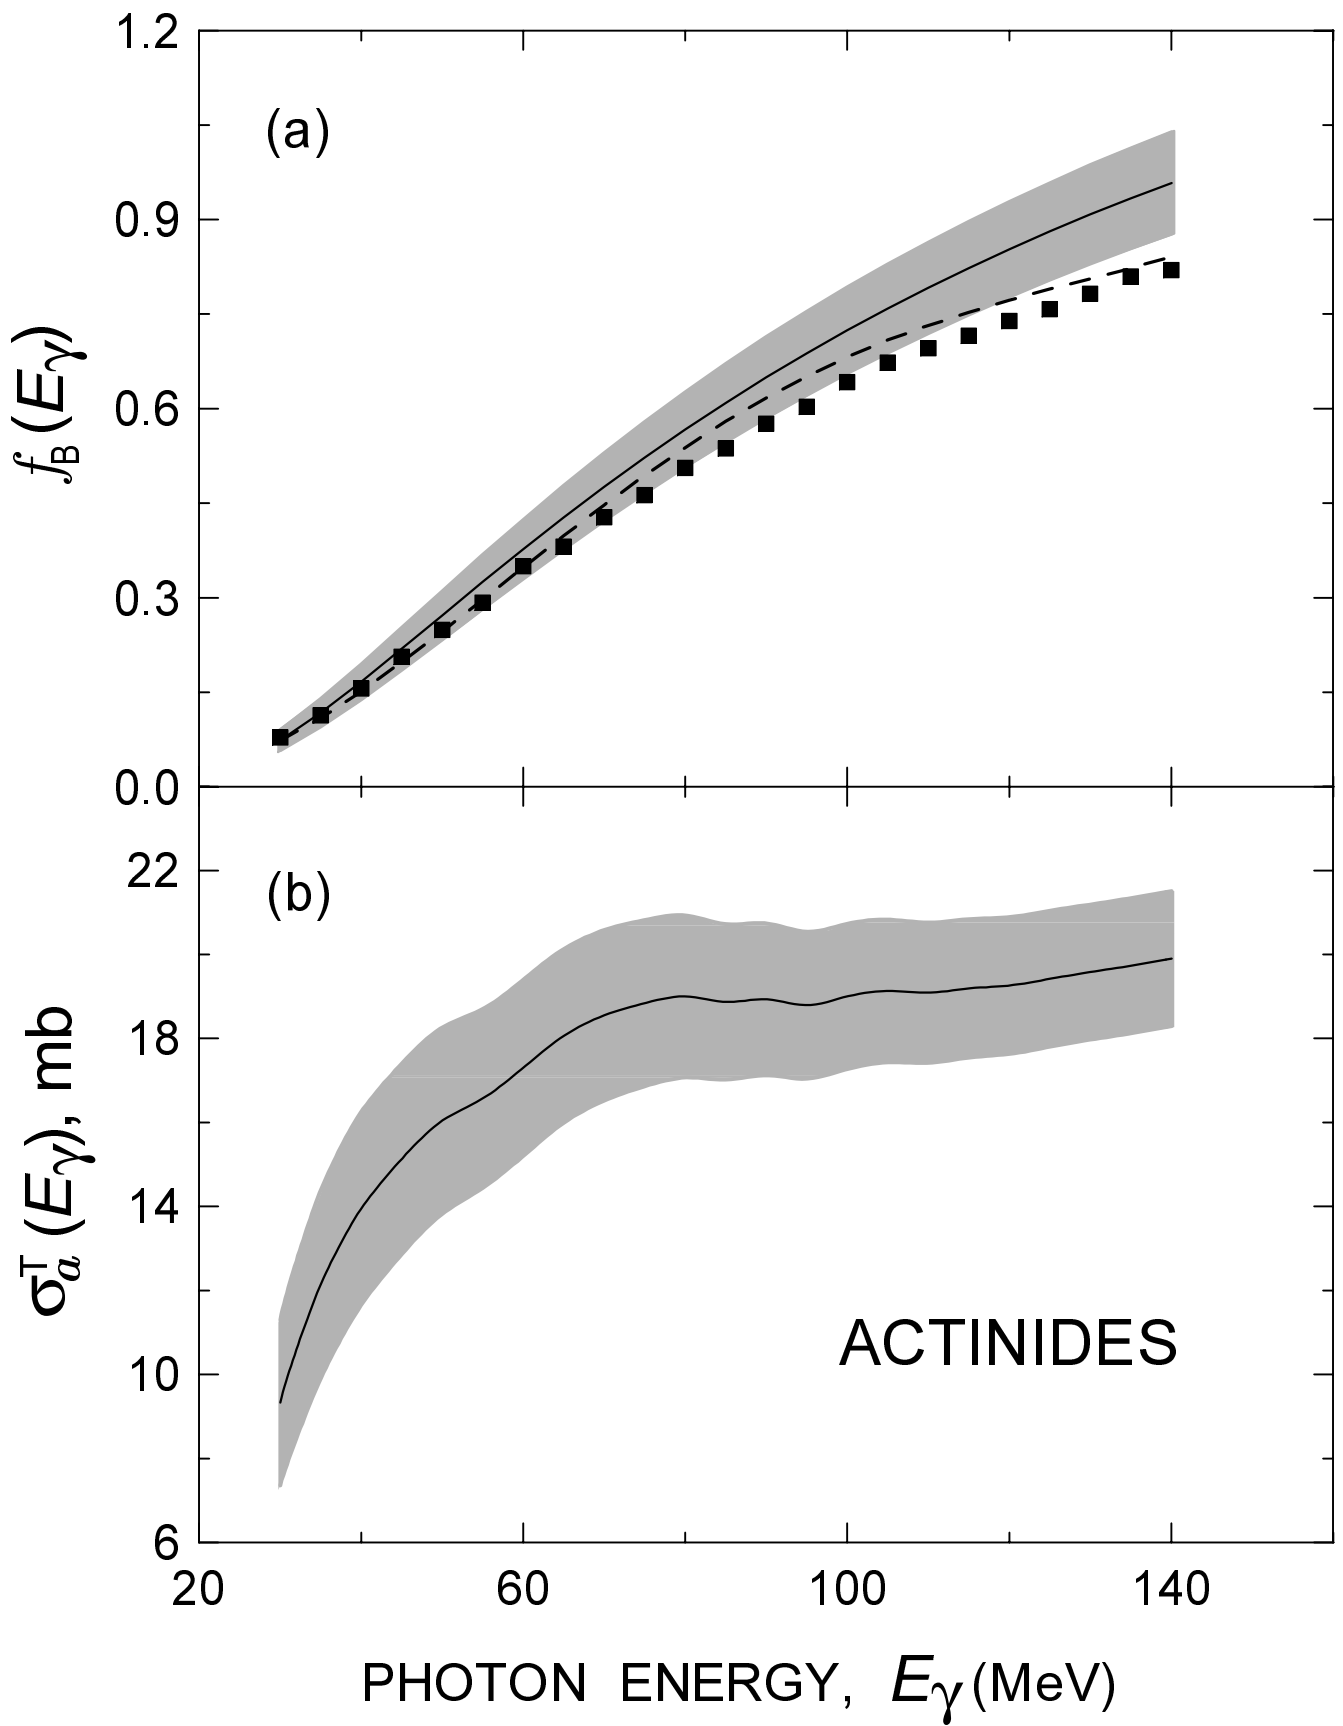 1.2
(a)
0.9
0.6
0.3
0.0
f_B (E_γ)
22
(b)
18
14
10
6
σ_a^T (E_γ), mb
ACTINIDES
20 60 100 140
PHOTON ENERGY, E_γ (MeV)